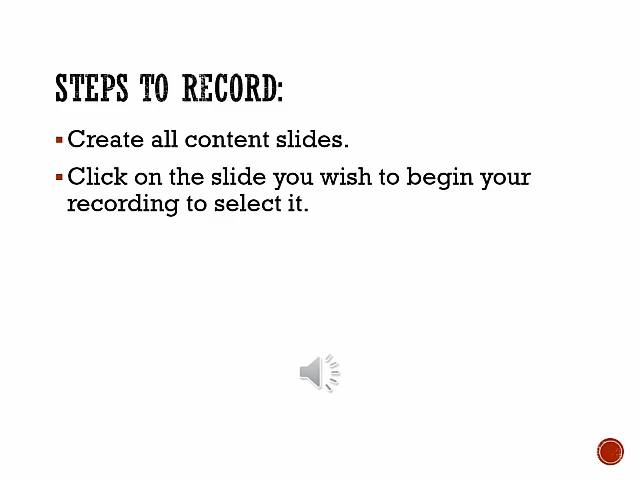 STEPS TO RECORD:
Create all content slides.
Click on the slide you wish to begin your
recording to select it.